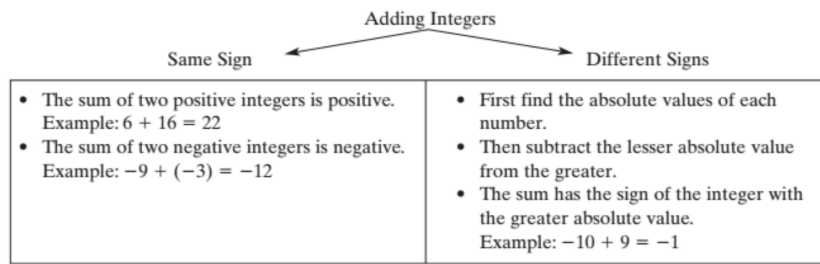 Adding Integers
Same Sign
• The sum of two positive integers is positive.
Example: 6 + 16 = 22
• The sum of two negative integers is negative.
Example: −9 + (−3) = −12
Different Signs
• First find the absolute values of each
number.
• Then subtract the lesser absolute value
from the greater.
• The sum has the sign of the integer with
the greater absolute value.
Example: −10 + 9 = −1